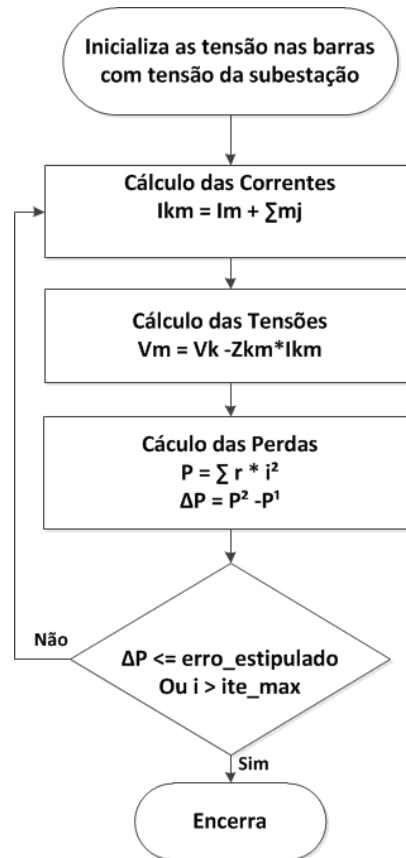 Inicializa as tensão nas barras
com tensão da subestação
Cálculo das Correntes
Ikm = Im + ∑mj
Cálculo das Tensões
Vm = Vk -Zkm*Ikm
Cáculo das Perdas
P = ∑ r * i²
ΔP = P² -P¹
Não
ΔP <= erro_estipulado
Ou i > ite_max
Sim
Encerra